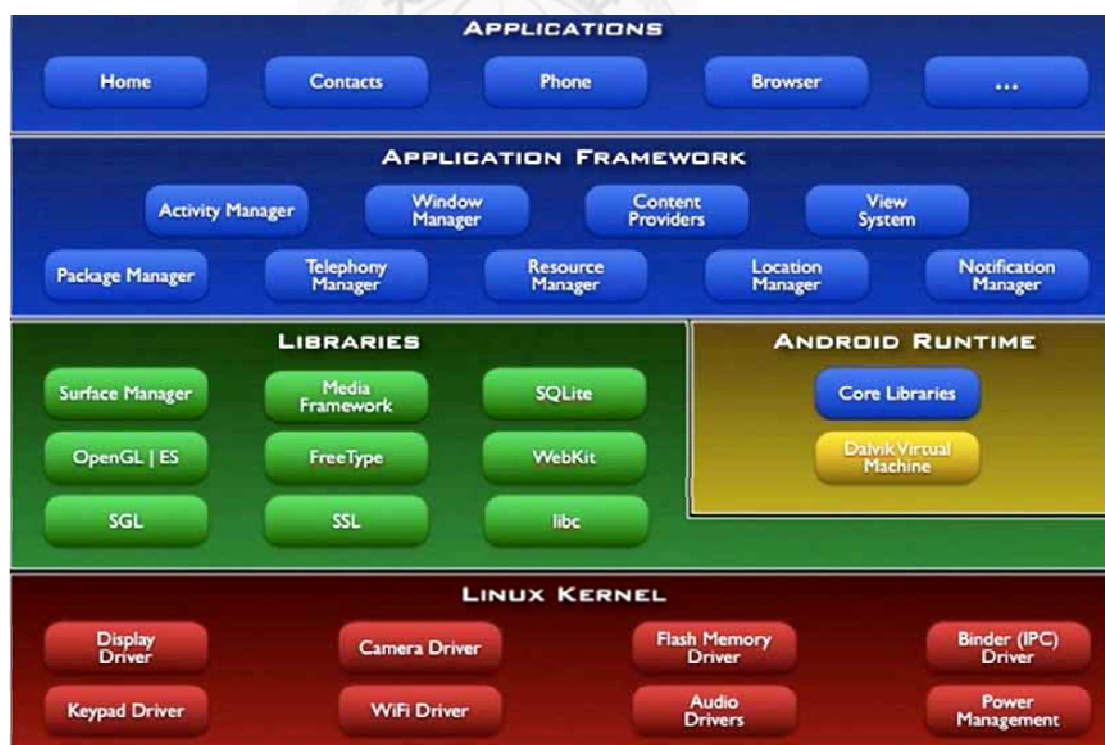 APPLICATIONS
Home
Contacts
Phone
Browser
...
APPLICATION FRAMEWORK
Activity Manager
Window
Manager
Content
Providers
View
System
Package Manager
Telephony
Manager
Resource
Manager
Location
Manager
Notification
Manager
LIBRARIES
Surface Manager
Media
Framework
SQLite
OpenGL | ES
FreeType
WebKit
SGL
SSL
libc
ANDROID RUNTIME
Core Libraries
Dalvik Virtual
Machine
LINUX KERNEL
Display
Driver
Camera Driver
Flash Memory
Driver
Binder (IPC)
Driver
Keypad Driver
WiFi Driver
Audio
Drivers
Power
Management